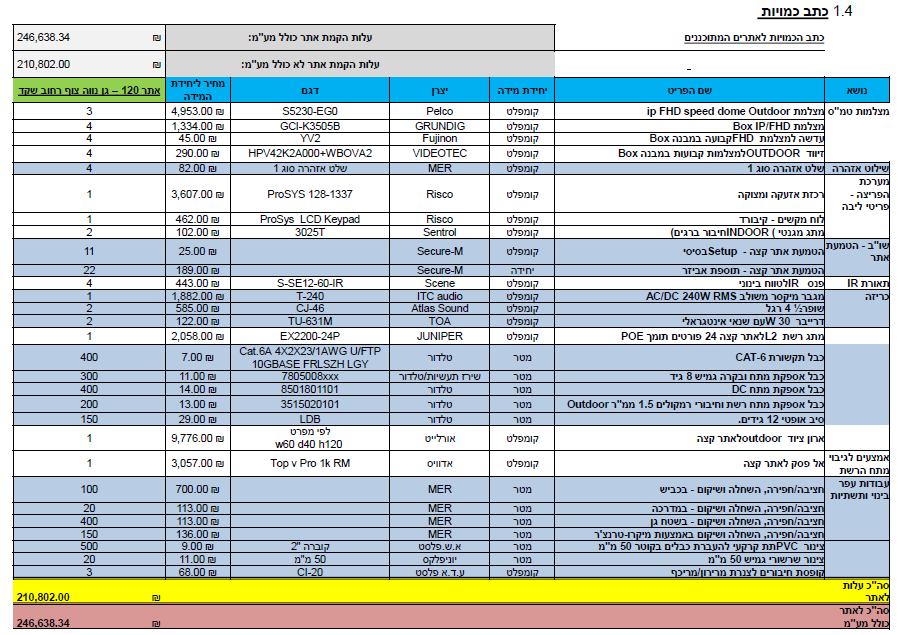 1.4 כתב כמויות
כתב הכמויות לאתרים המתוכננים עלות הקמת אתר כולל מע"מ: ₪ 246,638.34
עלות הקמת אתר לא כולל מע"מ: ₪ 210,802.00
נושא שם הפריט יחידת מידה יצרן דגם מחיר ליחידת המידה אתר 120 – גן נווה צוף רחוב שקד
מצלמות טמ"ס מצלמת ip FHD speed dome Outdoor קומפלט Pelco S5230-EG0 4,953.00 ₪ 3
מצלמת Box IP/FHD קומפלט GRUNDIG GCI-K3505B 1,334.00 ₪ 4
עדשה למצלמת FHDקבועה במבנה Box קומפלט Fujinon YV2 45.00 ₪ 4
זיווד OUTDOORלמצלמות קבועות במבנה Box קומפלט VIDEOTEC HPV42K2A000+WBOVA2 290.00 ₪ 4
שילוט אזהרה שלט אזהרה סוג 1 קומפלט MER שלט אזהרה סוג 1 82.00 ₪ 4
מערכת הפריצה - פריטי ליבה רכזת אזעקה ומצוקה קומפלט Risco ProSYS 128-1337 3,607.00 ₪ 1
לוח מקשים - קיבורד קומפלט Risco ProSys LCD Keypad 462.00 ₪ 1
מתג מגנטי ) INDOORחיבור ברגים( קומפלט Sentrol 3025T 102.00 ₪ 2
שו"ב - הטמעת אתר הטמעת אתר קצה - Setupבסיסי קומפלט Secure-M 25.00 ₪ 11
הטמעת אתר קצה - תוספת אביזר יחידה Secure-M 189.00 ₪ 22
תאורת IR פנס IRלטווח בינוני קומפלט Scene S-SE12-60-IR 443.00 ₪ 4
כריזה מגבר מיקסר משולב AC/DC 240W RMS קומפלט ITC audio T-240 1,882.00 ₪ 1
שופר½ 4 רגל קומפלט Atlas Sound CJ-46 585.00 ₪ 2
דרייבר 30 Wעם שנאי אינטגראלי קומפלט TOA TU-631M 122.00 ₪ 2
מתג רשת L2לאתר קצה 24 פורטים תומך POE קומפלט JUNIPER EX2200-24P 2,058.00 ₪ 1
כבל תקשורת CAT-6 מטר טלדור Cat.6A 4X2X23/1AWG U/FTP 10GBASE FRLSZH LGY 7.00 ₪ 400
כבל אספקת מתח ובקרה גמיש 8 גיד מטר שירז תעשיות/טלדור 7805008xxx 11.00 ₪ 300
כבל אספקת מתח DC מטר טלדור 8501801101 14.00 ₪ 400
כבל אספקת מתח רשת וחיבורי רמקולים 1.5 ממ"ר Outdoor מטר טלדור 3515020101 13.00 ₪ 200
סיב אופטי 12 גידים. מטר טלדור LDB 29.00 ₪ 150
ארון ציוד outdoorלאתר קצה קומפלט אורלייט לפי מפרט w60 d40 h120 9,776.00 ₪ 1
אמצעים לגיבוי מתח הרשת אל פסק לאתר קצה קומפלט אדוויס Top v Pro 1k RM 3,057.00 ₪ 1
עבודות עפר בינוי ותשתיות חציבה/חפירה, השחלה ושיקום - בכביש מטר MER 700.00 ₪ 100
חציבה/חפירה, השחלה ושיקום - במדרכה מטר MER 113.00 ₪ 20
חציבה/חפירה, השחלה ושיקום - בשטח גן מטר MER 113.00 ₪ 400
חציבה/חפירה, השחלה ושיקום באמצעות מיקרו-טרנצ'ר מטר MER 136.00 ₪ 150
צינור PVCתת קרקעי להעברת כבלים בקוטר 50 מ"מ מטר א.ש.פלסט קוברה "2 9.00 ₪ 500
צינור שרשורי גמיש 50 מ"מ מטר יוניפלקס 50 מ"מ 11.00 ₪ 20
קופסת חיבורים לצנרת מרירון/מריכף קומפלט ע.ד.א פלסט CI-20 68.00 ₪ 3
סה"כ עלות לאתר ₪ 210,802.00
סה"כ לאתר כולל מע"מ ₪ 246,638.34